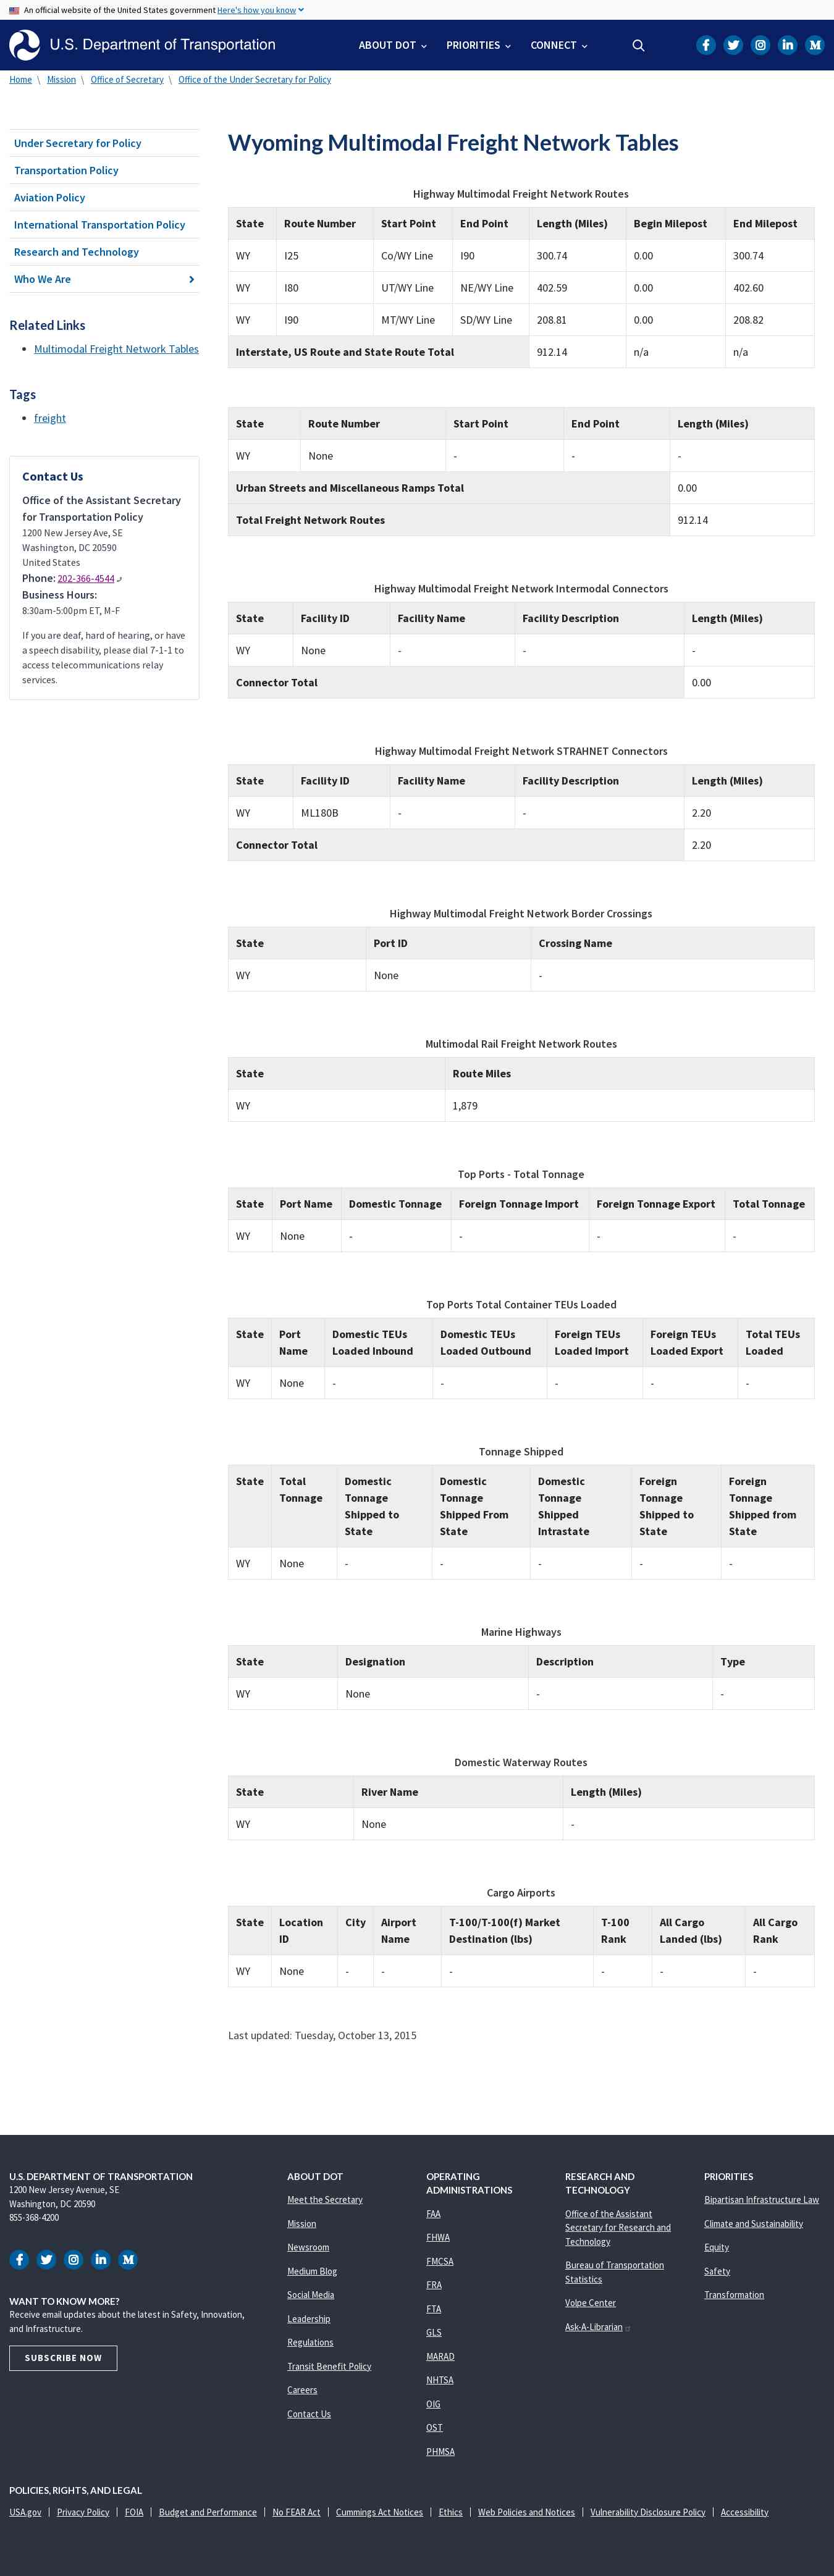 An official website of the United States government Here's how you know
U.S. Department of Transportation
ABOUT DOT PRIORITIES CONNECT
Home \ Mission \ Office of Secretary \ Office of the Under Secretary for Policy
Under Secretary for Policy
Transportation Policy
Aviation Policy
International Transportation Policy
Research and Technology
Who We Are
Related Links
Multimodal Freight Network Tables
Tags
freight
Contact Us
Office of the Assistant Secretary
for Transportation Policy
1200 New Jersey Ave, SE
Washington, DC 20590
United States
Phone: 202-366-4544
Business Hours:
8:30am-5:00pm ET, M-F
If you are deaf, hard of hearing, or have
a speech disability, please dial 7-1-1 to
access telecommunications relay
services.
Wyoming Multimodal Freight Network Tables
Highway Multimodal Freight Network Routes
State Route Number Start Point End Point Length (Miles) Begin Milepost End Milepost
WY I25 Co/WY Line I90 300.74 0.00 300.74
WY I80 UT/WY Line NE/WY Line 402.59 0.00 402.60
WY I90 MT/WY Line SD/WY Line 208.81 0.00 208.82
Interstate, US Route and State Route Total 912.14 n/a n/a
State Route Number Start Point End Point Length (Miles)
WY None - - -
Urban Streets and Miscellaneous Ramps Total 0.00
Total Freight Network Routes 912.14
Highway Multimodal Freight Network Intermodal Connectors
State Facility ID Facility Name Facility Description Length (Miles)
WY None - - -
Connector Total 0.00
Highway Multimodal Freight Network STRAHNET Connectors
State Facility ID Facility Name Facility Description Length (Miles)
WY ML180B - - 2.20
Connector Total 2.20
Highway Multimodal Freight Network Border Crossings
State Port ID Crossing Name
WY None -
Multimodal Rail Freight Network Routes
State Route Miles
WY 1,879
Top Ports - Total Tonnage
State Port Name Domestic Tonnage Foreign Tonnage Import Foreign Tonnage Export Total Tonnage
WY None - - - -
Top Ports Total Container TEUs Loaded
State Port Domestic TEUs Domestic TEUs Foreign TEUs Foreign TEUs Total TEUs
Name Loaded Inbound Loaded Outbound Loaded Import Loaded Export Loaded
WY None - - - - -
Tonnage Shipped
State Total Domestic Domestic Domestic Foreign Foreign
Tonnage Tonnage Tonnage Tonnage Tonnage Tonnage
Shipped to Shipped From Shipped Shipped to Shipped from
State State Intrastate State State
WY None - - - - -
Marine Highways
State Designation Description Type
WY None - -
Domestic Waterway Routes
State River Name Length (Miles)
WY None -
Cargo Airports
State Location City Airport T-100/T-100(f) Market T-100 All Cargo All Cargo
ID Name Destination (lbs) Rank Landed (lbs) Rank
WY None - - - - - -
Last updated: Tuesday, October 13, 2015
U.S. DEPARTMENT OF TRANSPORTATION
1200 New Jersey Avenue, SE
Washington, DC 20590
855-368-4200
WANT TO KNOW MORE?
Receive email updates about the latest in Safety, Innovation,
and Infrastructure.
SUBSCRIBE NOW
ABOUT DOT
Meet the Secretary
Mission
Newsroom
Medium Blog
Social Media
Leadership
Regulations
Transit Benefit Policy
Careers
Contact Us
OPERATING
ADMINISTRATIONS
FAA
FHWA
FMCSA
FRA
FTA
GLS
MARAD
NHTSA
OIG
OST
PHMSA
RESEARCH AND
TECHNOLOGY
Office of the Assistant
Secretary for Research and
Technology
Bureau of Transportation
Statistics
Volpe Center
Ask-A-Librarian
PRIORITIES
Bipartisan Infrastructure Law
Climate and Sustainability
Equity
Safety
Transformation
POLICIES, RIGHTS, AND LEGAL
USA.gov | Privacy Policy | FOIA | Budget and Performance | No FEAR Act | Cummings Act Notices | Ethics | Web Policies and Notices | Vulnerability Disclosure Policy | Accessibility